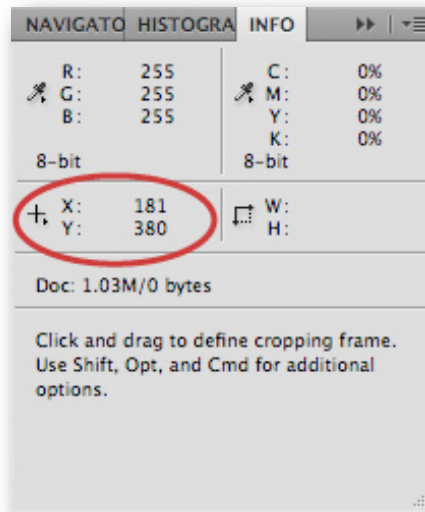 NAVIGATO HISTOGRA INFO
R: 255 C: 0%
G: 255 M: 0%
B: 255 Y: 0%
K: 0%
8-bit 8-bit
X: 181 W:
Y: 380 H:
Doc: 1.03M/0 bytes
Click and drag to define cropping frame.
Use Shift, Opt, and Cmd for additional
options.